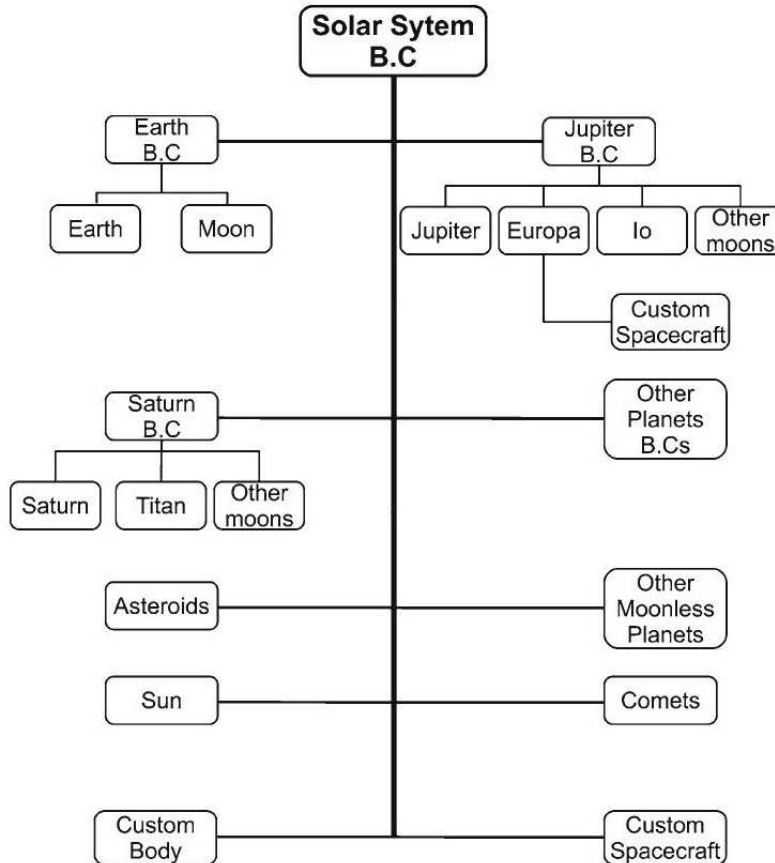 Solar Sytem
B.C
Earth
B.C
Jupiter
B.C
Earth
Moon
Jupiter
Europa
Io
Other
moons
Custom
Spacecraft
Saturn
B.C
Other
Planets
B.Cs
Saturn
Titan
Other
moons
Asteroids
Other
Moonless
Planets
Sun
Comets
Custom
Body
Custom
Spacecraft